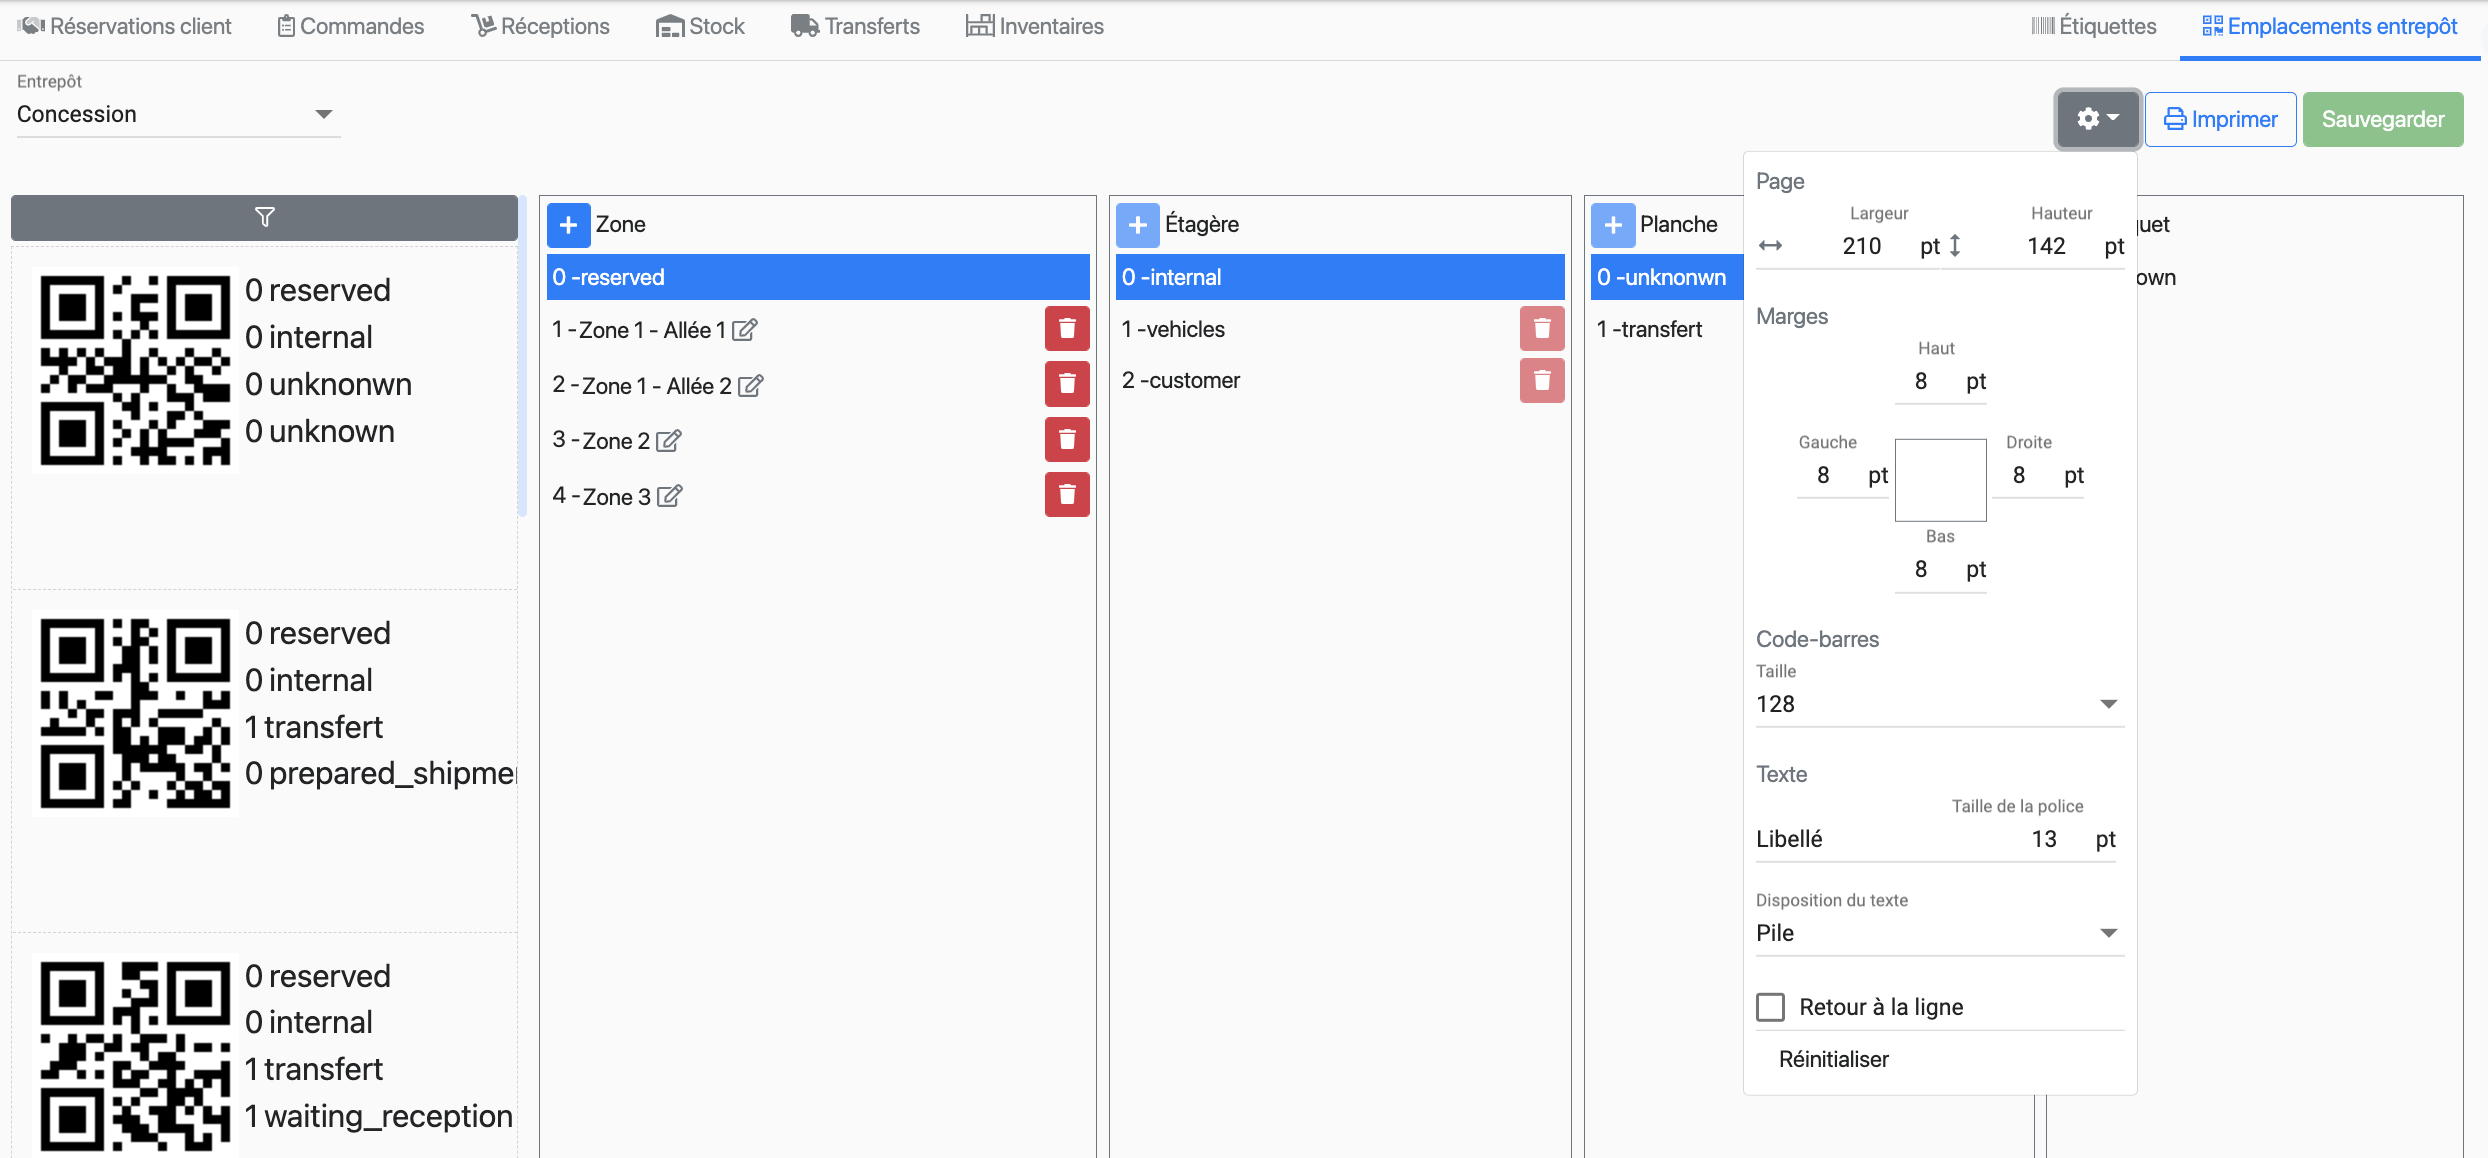 Réservations client
Commandes
Réceptions
Stock
Transferts
Inventaires
Étiquettes
Emplacements entrepôt
Entrepôt
Concession
Imprimer
Sauvegarder
0 reserved
0 internal
0 unknonwn
0 unknown
0 reserved
0 internal
1 transfert
0 prepared_shipme
0 reserved
0 internal
1 transfert
1 waiting_reception
Zone
0 -reserved
1 -Zone 1 - Allée 1
2 -Zone 1 - Allée 2
3 -Zone 2
4 -Zone 3
Étagère
0 -internal
1 -vehicles
2 -customer
Planche
0 -unknonwn
1 -transfert
uet
own
Page
Largeur
210 pt
Hauteur
142 pt
Marges
Haut
8 pt
Gauche
8 pt
Droite
8 pt
Bas
8 pt
Code-barres
Taille
128
Texte
Taille de la police
Libellé 13 pt
Disposition du texte
Pile
Retour à la ligne
Réinitialiser